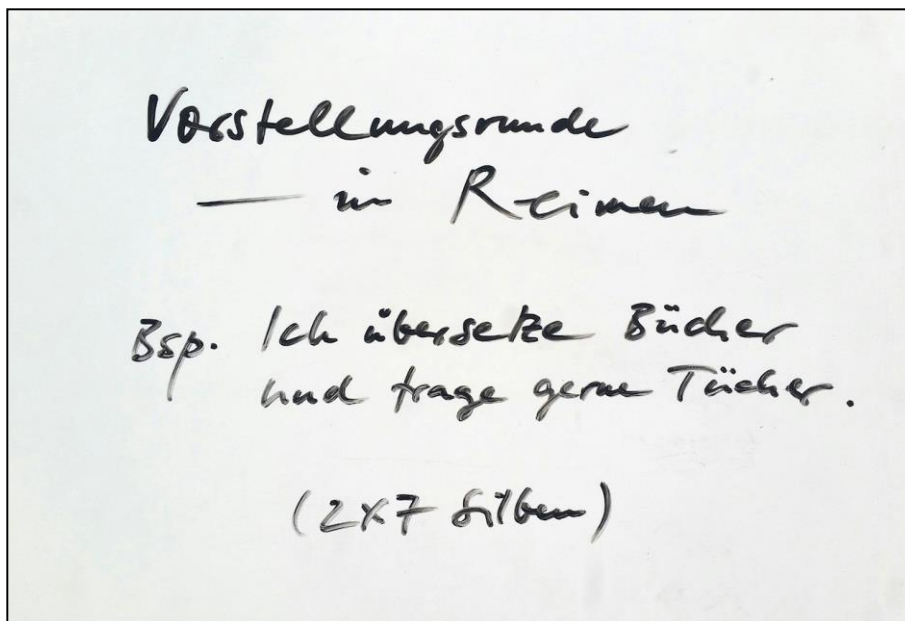 Vorstellungsrunde
— in Reimen
Bsp. Ich übersetze Bücher
und trage gerne Tücher.
(2x7 Silben)